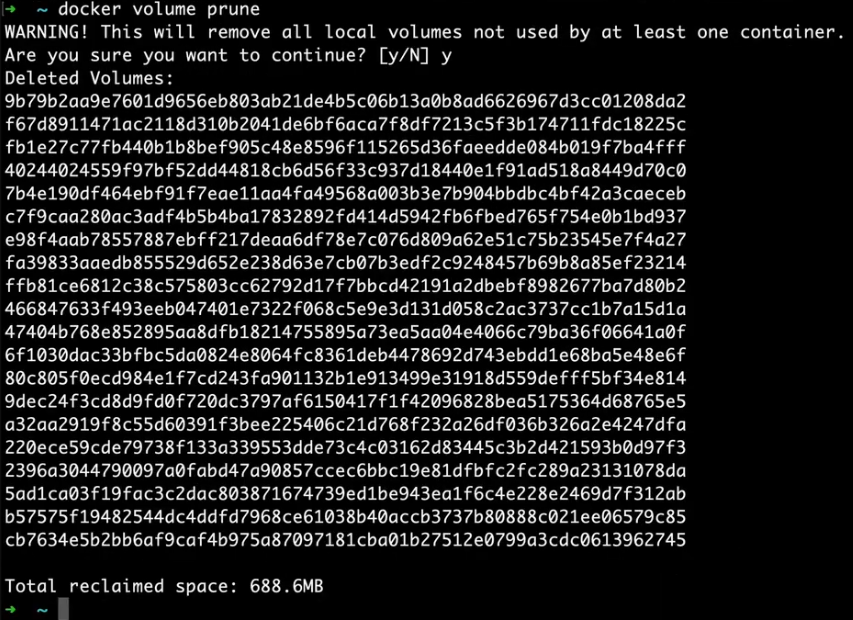 ➜ ~ docker volume prune
WARNING! This will remove all local volumes not used by at least one container.
Are you sure you want to continue? [y/N] y
Deleted Volumes:
9b79b2aa9e7601d9656eb803ab21de4b5c06b13a0b8ad6626967d3cc01208da2
f67d8911471ac2118d310b2041de6bf6aca7f8df7213c5f3b174711fdc18225c
fb1e27c77fb440b1b8bef905c48e8596f115265d36faeedde084b019f7ba4fff
40244024559f97bf52dd44818cb6d56f33c937d18440e1f91ad518a8449d70c0
7b4e190df464ebf91f7eae11aa4fa49568a003b3e7b904bbdbc4bf42a3caeceb
c7f9caa280ac3adf4b5b4ba17832892fd414d5942fb6fbed765f754e0b1bd937
e98f4aab78557887ebff217deaa6df78e7c076d809a62e51c75b23545e7f4a27
fa39833aaedb855529d652e238d63e7cb07b3edf2c9248457b69b8a85ef23214
ffb81ce6812c38c575803cc62792d17f7bbcd42191a2dbebf8982677ba7d80b2
466847633f493eeb047401e7322f068c5e9e3d131d058c2ac3737cc1b7a15d1a
47404b768e852895aa8dfb18214755895a73ea5aa04e4066c79ba36f06641a0f
6f1030dac33bfbc5da0824e8064fc8361deb4478692d743ebdd1e68ba5e48e6f
80c805f0ecd984e1f7cd243fa901132b1e913499e31918d559defff5bf34e814
9dec24f3cd8d9fd0f720dc3797af6150417f1f42096828bea5175364d68765e5
a32aa2919f8c55d60391f3bee225406c21d768f232a26df036b326a2e4247dfa
220ece59cde79738f133a339553dde73c4c03162d83445c3b2d421593b0d97f3
2396a3044790097a0fabd47a90857ccec6bbc19e81dfbfc2fc289a23131078da
5ad1ca03f19fac3c2dac803871674739ed1be943ea1f6c4e228e2469d7f312ab
b57575f19482544dc4ddfd7968ce61038b40accb3737b80888c021ee06579c85
cb7634e5b2bb6af9caf4b975a87097181cba01b27512e0799a3cdc0613962745
Total reclaimed space: 688.6MB
➜ ~